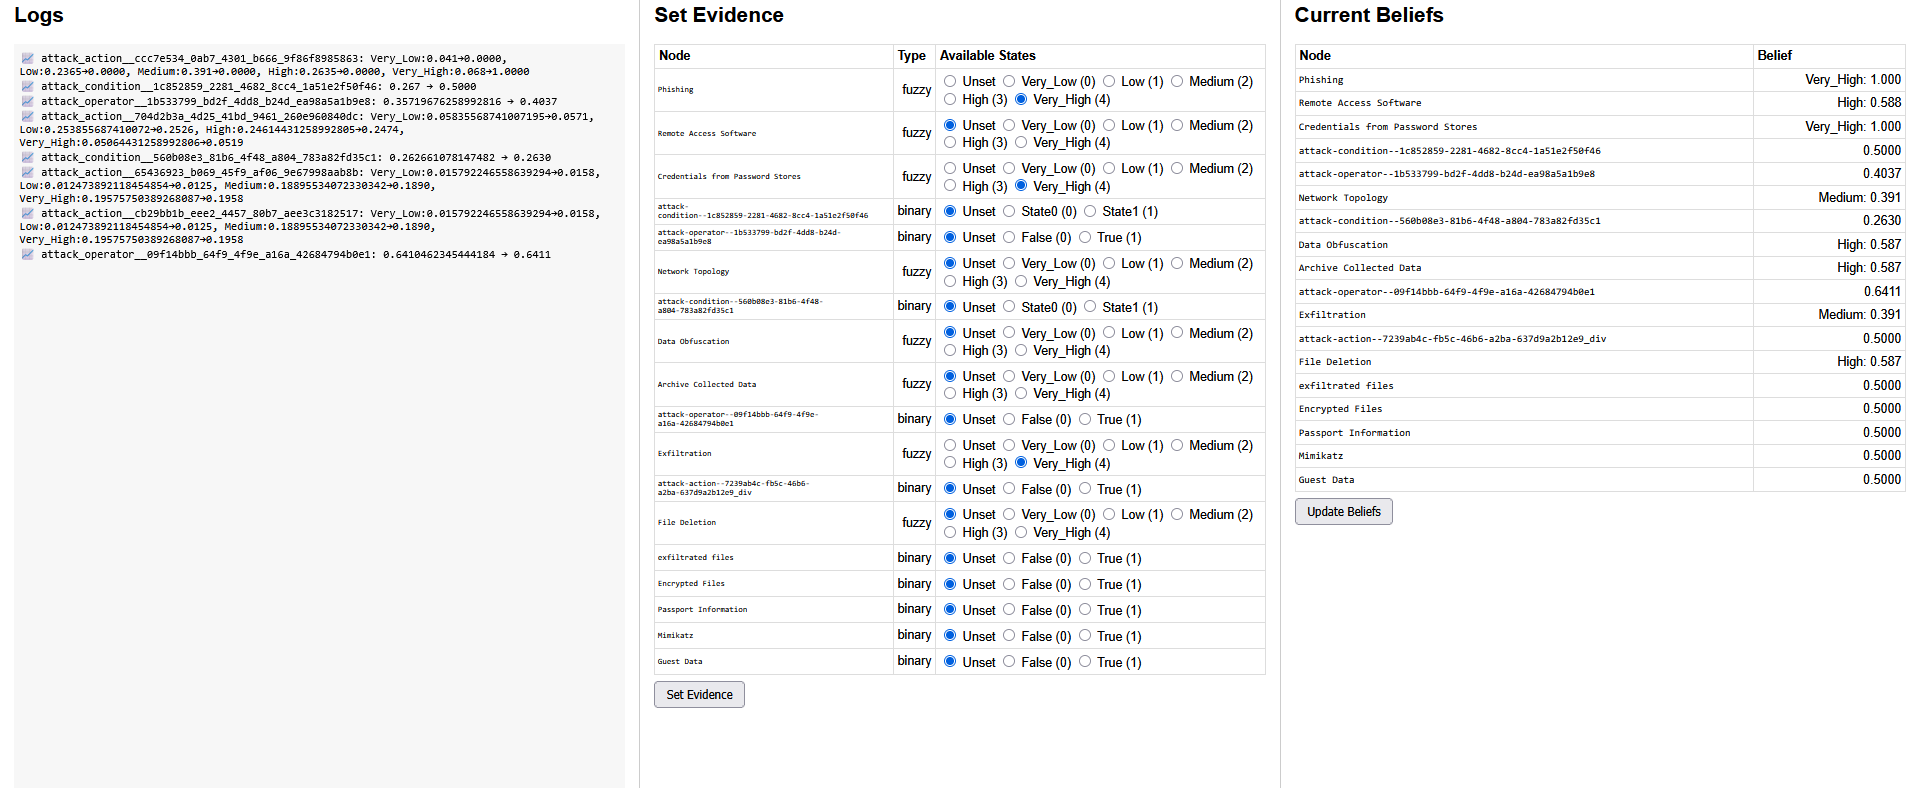 Logs
attack_action__ccc7e534_0ab7_4301_b666_9f86f8985863: Very_Low:0.041→0.0000,
Low:0.2365→0.0000, Medium:0.391→0.0000, High:0.2635→0.0000, Very_High:0.068→1.0000
attack_condition__1c852859_2281_4682_8cc4_1a51e2f50f46: 0.267 → 0.5000
attack_operator__1b533799_bd2f_4dd8_b24d_ea98a5a1b9e8: 0.35719676258992816 → 0.4037
attack_action__704d2b3a_4d25_41bd_9461_260e960840dc: Very_Low:0.05835568741007195→0.0571,
Low:0.253855687410072→0.2526, High:0.24614431258992805→0.2474,
Very_High:0.05064431258992806→0.0519
attack_condition__560b08e3_81b6_4f48_a804_783a82fd35c1: 0.262661078147482 → 0.2630
attack_action__65436923_b069_45f9_af06_9e67998aab8b: Very_Low:0.015792246558639294→0.0158,
Low:0.012473892118454854→0.0125, Medium:0.18895534072330342→0.1890,
Very_High:0.19575750389268087→0.1958
attack_action__cb29bb1b_eee2_4457_80b7_aee3c3182517: Very_Low:0.015792246558639294→0.0158,
Low:0.012473892118454854→0.0125, Medium:0.18895534072330342→0.1890,
Very_High:0.19575750389268087→0.1958
attack_operator__09f14bbb_64f9_4f9e_a16a_42684794b0e1: 0.6410462345444184 → 0.6411
Set Evidence
Node Type Available States
Phishing fuzzy Unset Very_Low (0) Low (1) Medium (2)
High (3) Very_High (4)
Remote Access Software fuzzy Unset Very_Low (0) Low (1) Medium (2)
High (3) Very_High (4)
Credentials from Password Stores fuzzy Unset Very_Low (0) Low (1) Medium (2)
High (3) Very_High (4)
attack-
condition--1c852859-2281-4682-8cc4-1a51e2f50f46 binary Unset State0 (0) State1 (1)
attack-operator--1b533799-bd2f-4dd8-b24d-
ea98a5a1b9e8 binary Unset False (0) True (1)
Network Topology fuzzy Unset Very_Low (0) Low (1) Medium (2)
High (3) Very_High (4)
attack-condition--560b08e3-81b6-4f48-
a804-783a82fd35c1 binary Unset State0 (0) State1 (1)
Data Obfuscation fuzzy Unset Very_Low (0) Low (1) Medium (2)
High (3) Very_High (4)
Archive Collected Data fuzzy Unset Very_Low (0) Low (1) Medium (2)
High (3) Very_High (4)
attack-operator--09f14bbb-64f9-4f9e-
a16a-42684794b0e1 binary Unset False (0) True (1)
Exfiltration fuzzy Unset Very_Low (0) Low (1) Medium (2)
High (3) Very_High (4)
attack-action--7239ab4c-fb5c-46b6-
a2ba-637d9a2b12e9_div binary Unset False (0) True (1)
File Deletion fuzzy Unset Very_Low (0) Low (1) Medium (2)
High (3) Very_High (4)
exfiltrated files binary Unset False (0) True (1)
Encrypted Files binary Unset False (0) True (1)
Passport Information binary Unset False (0) True (1)
Mimikatz binary Unset False (0) True (1)
Guest Data binary Unset False (0) True (1)
Set Evidence
Current Beliefs
Node Belief
Phishing Very_High: 1.000
Remote Access Software High: 0.588
Credentials from Password Stores Very_High: 1.000
attack-condition--1c852859-2281-4682-8cc4-1a51e2f50f46 0.5000
attack-operator--1b533799-bd2f-4dd8-b24d-ea98a5a1b9e8 0.4037
Network Topology Medium: 0.391
attack-condition--560b08e3-81b6-4f48-a804-783a82fd35c1 0.2630
Data Obfuscation High: 0.587
Archive Collected Data High: 0.587
attack-operator--09f14bbb-64f9-4f9e-a16a-42684794b0e1 0.6411
Exfiltration Medium: 0.391
attack-action--7239ab4c-fb5c-46b6-a2ba-637d9a2b12e9_div 0.5000
File Deletion High: 0.587
exfiltrated files 0.5000
Encrypted Files 0.5000
Passport Information 0.5000
Mimikatz 0.5000
Guest Data 0.5000
Update Beliefs